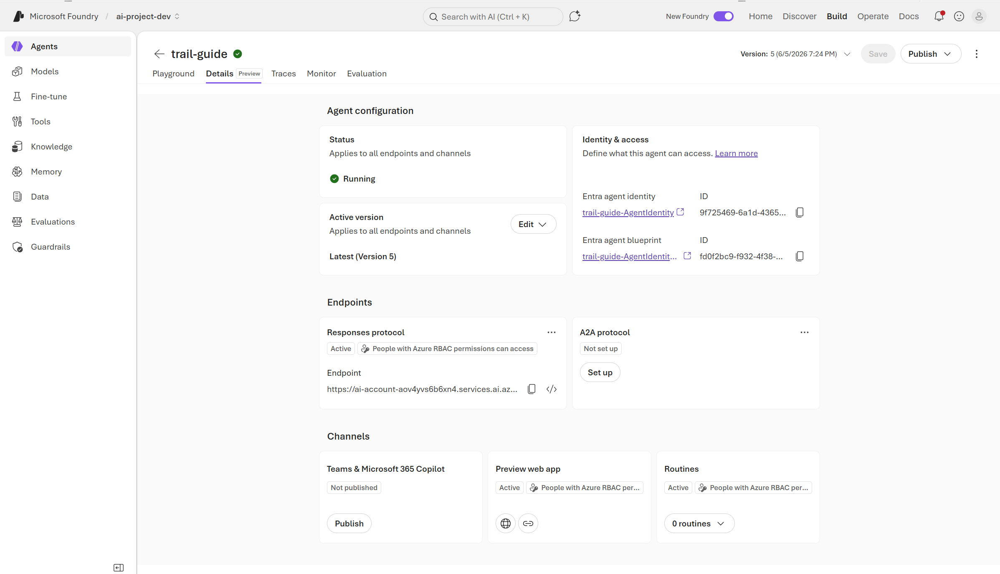 Microsoft Foundry / ai-project-dev
Search with AI (Ctrl + K)
New Foundry
Home
Discover
Build
Operate
Docs
Agents
Models
Fine-tune
Tools
Knowledge
Memory
Data
Evaluations
Guardrails
trail-guide
Version: 5 (6/5/2026 7:24 PM)
Save
Publish
Playground
Details Preview
Traces
Monitor
Evaluation
Agent configuration
Status
Applies to all endpoints and channels
Running
Active version
Applies to all endpoints and channels
Edit
Latest (Version 5)
Identity & access
Define what this agent can access. Learn more
Entra agent identity
ID
trail-guide-AgentIdentity
9f725469-6a1d-4365...
Entra agent blueprint
ID
trail-guide-AgentIdentit...
fd0f2bc9-f932-4f38-...
Endpoints
Responses protocol
Active
People with Azure RBAC permissions can access
Endpoint
https://ai-account-aov4yvs6b6xn4.services.ai.az...
A2A protocol
Not set up
Set up
Channels
Teams & Microsoft 365 Copilot
Not published
Publish
Preview web app
Active
People with Azure RBAC per...
Routines
Active
People with Azure RBAC per...
0 routines